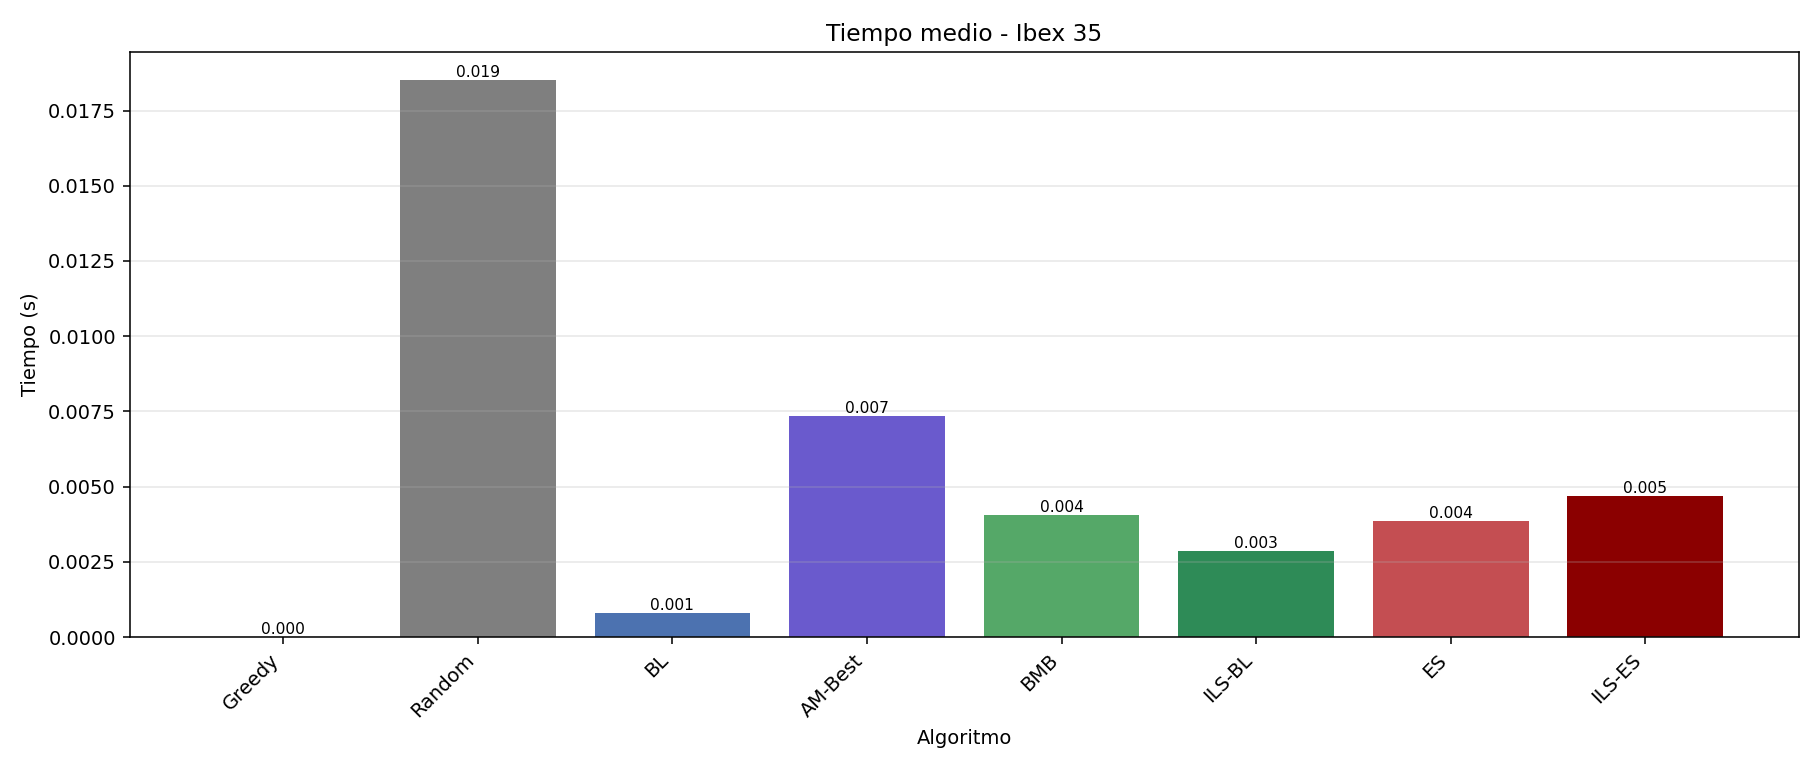 Tiempo medio - Ibex 35
Tiempo (s)
0.0175
0.0150
0.0125
0.0100
0.0075
0.0050
0.0025
0.0000
0.000
0.019
0.001
0.007
0.004
0.003
0.004
0.005
Greedy
Random
BL
AM-Best
BMB
ILS-BL
ES
ILS-ES
Algoritmo